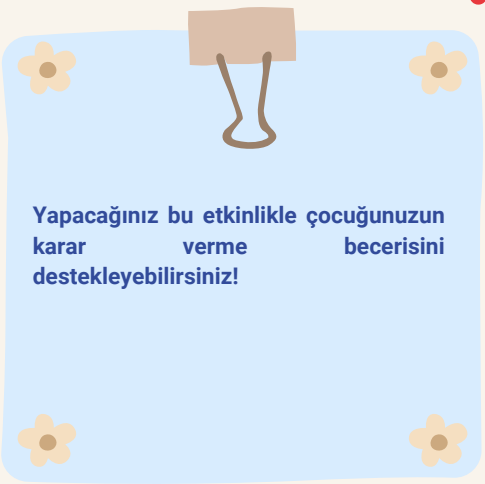 Yapacağınız bu etkinlikle çocuğunuzun
karar verme becerisini
destekleyebilirsiniz!